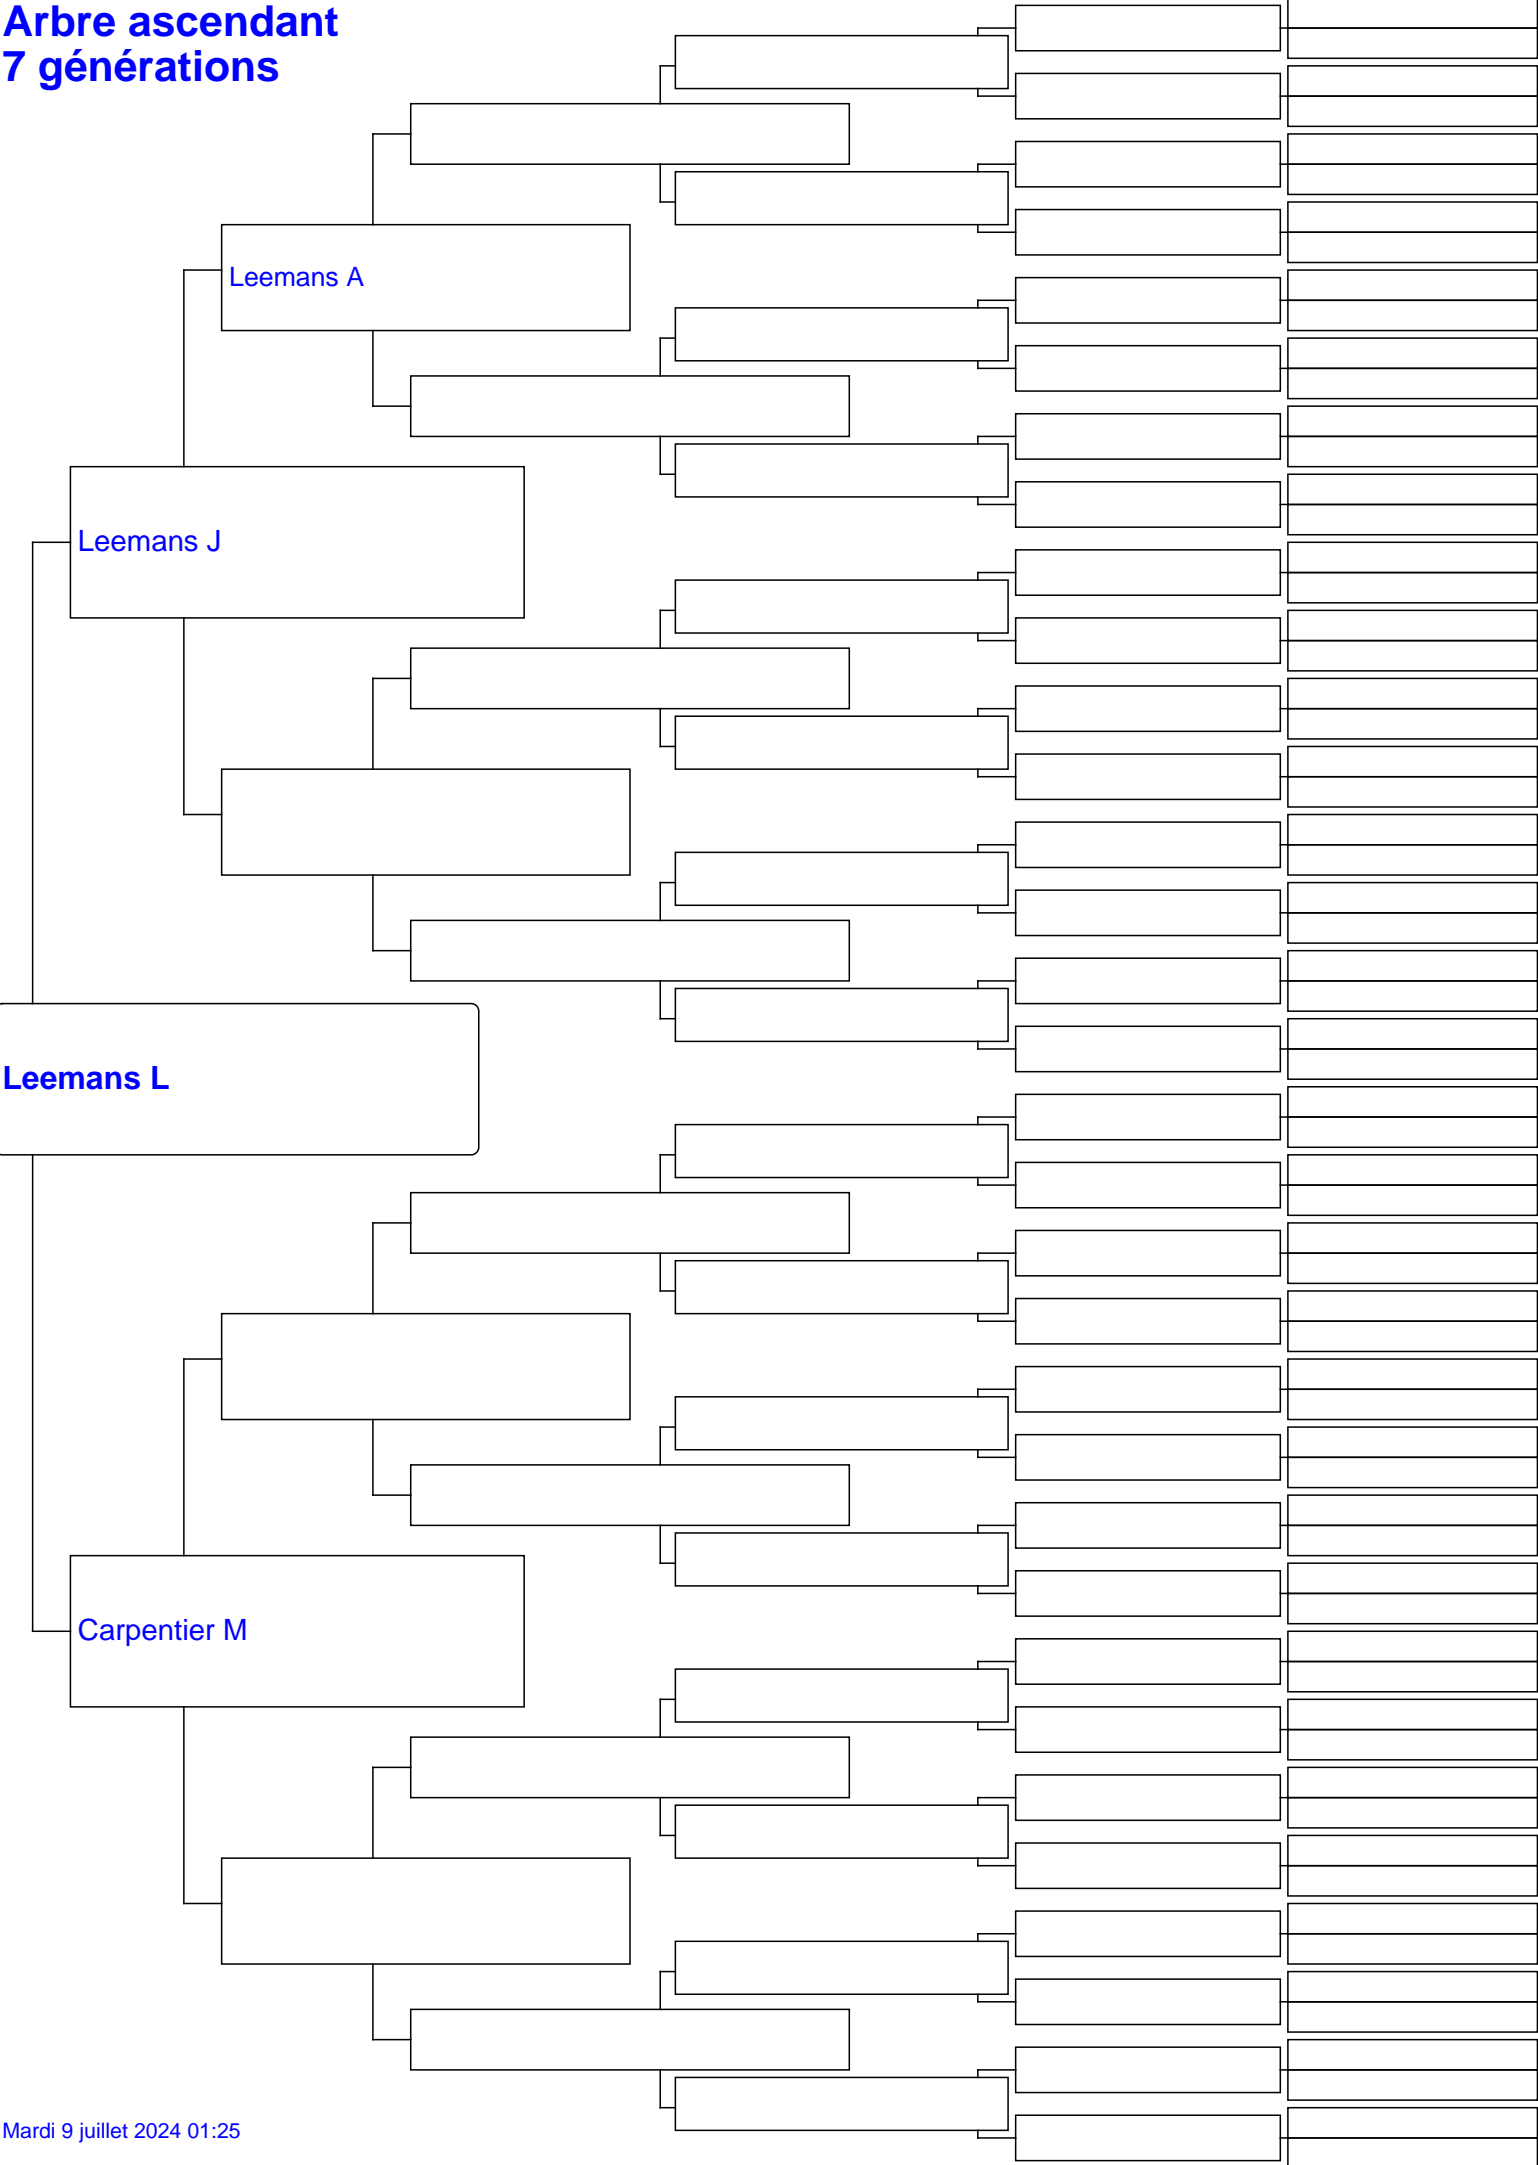 Arbre ascendant
7 générations
Leemans A
Leemans J
Leemans L
Carpentier M
Mardi 9 juillet 2024 01:25